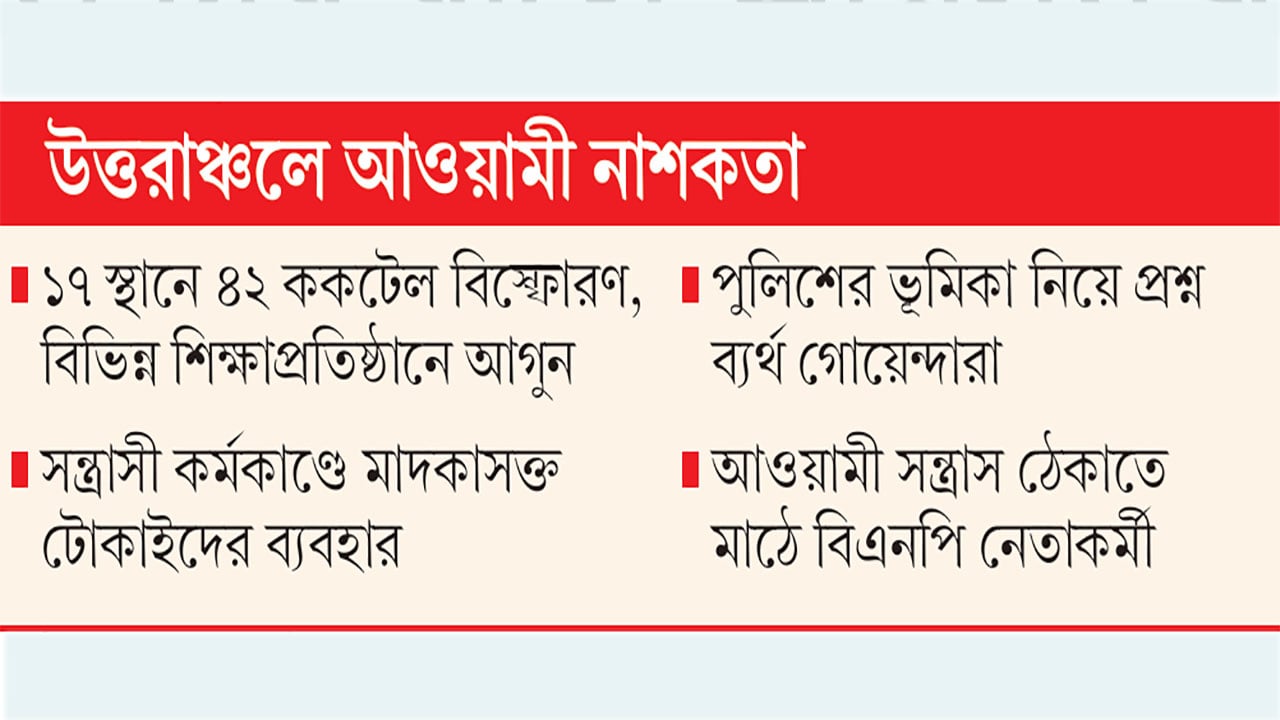 উত্তরাঞ্চলে আওয়ামী নাশকতা
১৭ স্থানে ৪২ ককটেল বিস্ফোরণ,
বিভিন্ন শিক্ষাপ্রতিষ্ঠানে আগুন
সন্ত্রাসী কর্মকাণ্ডে মাদকাসক্ত
টোকাইদের ব্যবহার
পুলিশের ভূমিকা নিয়ে প্রশ্ন
ব্যর্থ গোয়েন্দারা
আওয়ামী সন্ত্রাস ঠেকাতে
মাঠে বিএনপি নেতাকর্মী